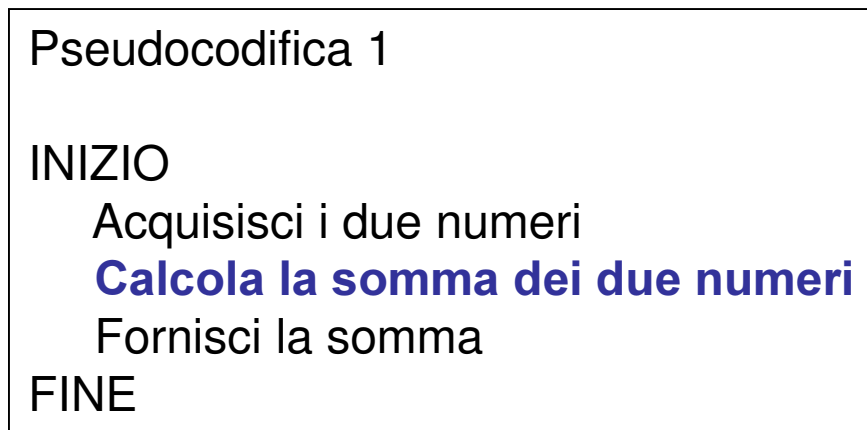 Pseudocodifica 1
INIZIO
Acquisisci i due numeri
Calcola la somma dei due numeri
Fornisci la somma
FINE